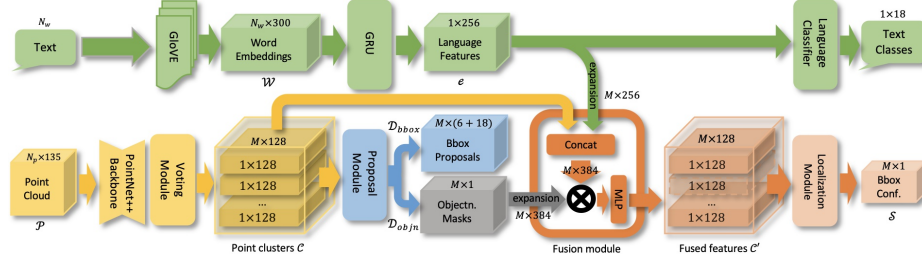 N_w
Text
GloVE
N_w×300
Word
Embeddings
𝒲
GRU
1×256
Language
Features
e
expansion
M×256
Language
Classifier
1×18
Text
Classes
N_p×135
Point
Cloud
𝒫
PointNet++
Backbone
Voting
Module
M×128
1×128
1×128
...
1×128
Point clusters 𝒞
Proposal
Module
𝒟_bbox
𝒟_objn
M×(6 + 18)
Bbox
Proposals
M×1
Objectn.
Masks
expansion
M×384
Concat
M×384
MLP
Fusion module
M×128
1×128
1×128
...
1×128
Fused features 𝒞′
Localization
Module
M×1
Bbox
Conf.
𝒮